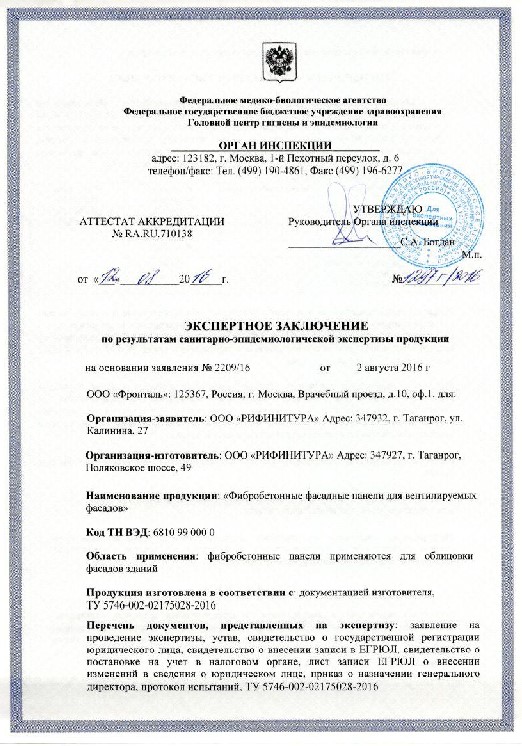 Федеральное медико-биологическое агентство
Федеральное государственное бюджетное учреждение здравоохранения
Головной центр гигиены и эпидемиологии
ОРГАН ИНСПЕКЦИИ
адрес: 123182, г. Москва, 1-й Пехотный переулок, д. 6
телефон/факс: Тел. (499) 190-4861, Факс (499) 196-6277
УТВЕРЖДАЮ
АТТЕСТАТ АККРЕДИТАЦИИ Руководитель Органа инспекции
№ RA.RU.710138
С.А. Богдан
М.п.
от «12» 08 2016 г. №1247г/2016
ЭКСПЕРТНОЕ ЗАКЛЮЧЕНИЕ
по результатам санитарно-эпидемиологической экспертизы продукции
на основании заявления № 2209/16 от 2 августа 2016 г
ООО «Фронталь»: 125367, Россия, г. Москва, Врачебный проезд, д.10, оф.1. для:
Организация-заявитель: ООО «РИФИНИТУРА» Адрес: 347932, г. Таганрог, ул.
Калинина, 27
Организация-изготовитель: ООО «РИФИНИТУРА» Адрес: 347927, г. Таганрог,
Поляковское шоссе, 49
Наименование продукции: «Фибробетонные фасадные панели для вентилируемых
фасадов»
Код ТН ВЭД: 6810 99 000 0
Область применения: фибробетонные панели применяются для облицовки
фасадов зданий
Продукция изготовлена в соответствии с: документацией изготовителя,
ТУ 5746-002-02175028-2016
Перечень документов, представленных на экспертизу: заявление на
проведение экспертизы, устав, свидетельство о государственной регистрации
юридического лица, свидетельство о внесении записи в ЕГРЮЛ, свидетельство о
постановке на учет в налоговом органе, лист записи ЕГРЮЛ о внесении
изменений в сведения о юридическом лице, приказ о назначении генерального
директора, протокол испытаний, ТУ 5746-002-02175028-2016